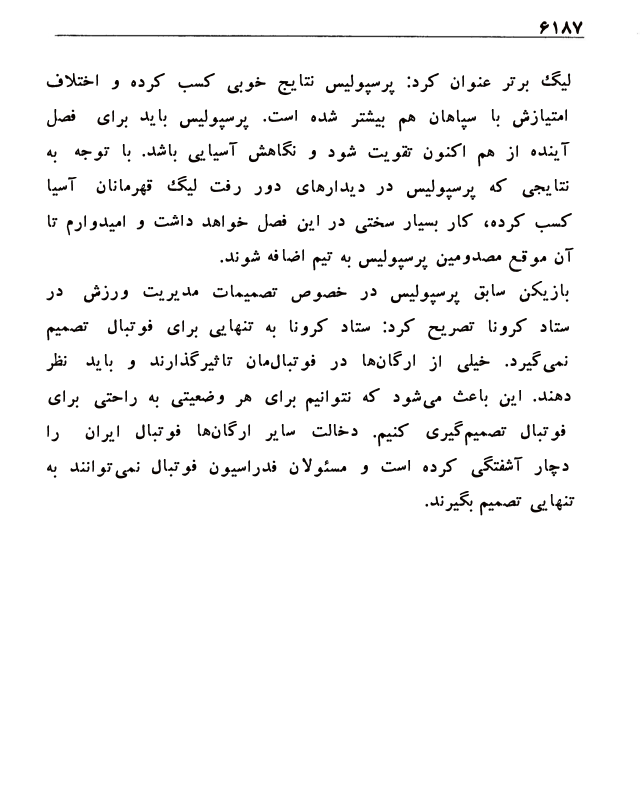 ۶۱۸۷
لیگ برتر عنوان کرد: پرسپولیس نتایج خوبی کسب کرده و اختلاف
امتیازش با سپاهان هم بیشتر شده است. پرسپولیس باید برای فصل
آینده از هم اکنون تقویت شود و نگاهش آسیایی باشد. با توجه به
نتایجی که پرسپولیس در دیدارهای دور رفت لیگ قهرمانان آسیا
کسب کرده، کار بسیار سختی در این فصل خواهد داشت و امیدوارم تا
آن موقع مصدومین پرسپولیس به تیم اضافه شوند.
بازیکن سابق پرسپولیس در خصوص تصمیمات مدیریت ورزش در
ستاد کرونا تصریح کرد: ستاد کرونا به تنهایی برای فوتبال تصمیم
نمی‌گیرد. خیلی از ارگان‌ها در فوتبال‌مان تاثیرگذارند و باید نظر
دهند. این باعث می‌شود که نتوانیم برای هر وضعیتی به راحتی برای
فوتبال تصمیم‌گیری کنیم. دخالت سایر ارگان‌ها فوتبال ایران را
دچار آشفتگی کرده است و مسئولان فدراسیون فوتبال نمی‌توانند به
تنهایی تصمیم بگیرند.